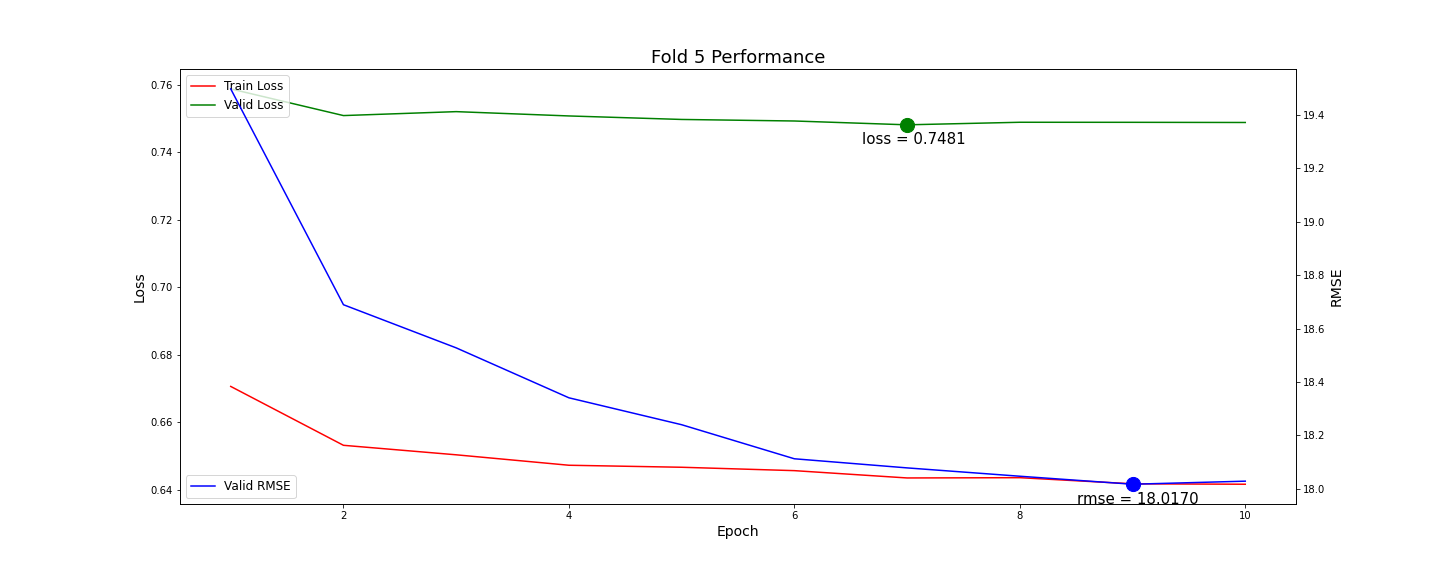 Fold 5 Performance
Train Loss
Valid Loss
Valid RMSE
loss = 0.7481
rmse = 18.0170
Loss
0.76
0.74
0.72
0.70
0.68
0.66
0.64
RMSE
19.4
19.2
19.0
18.8
18.6
18.4
18.2
18.0
2
4
6
8
10
Epoch